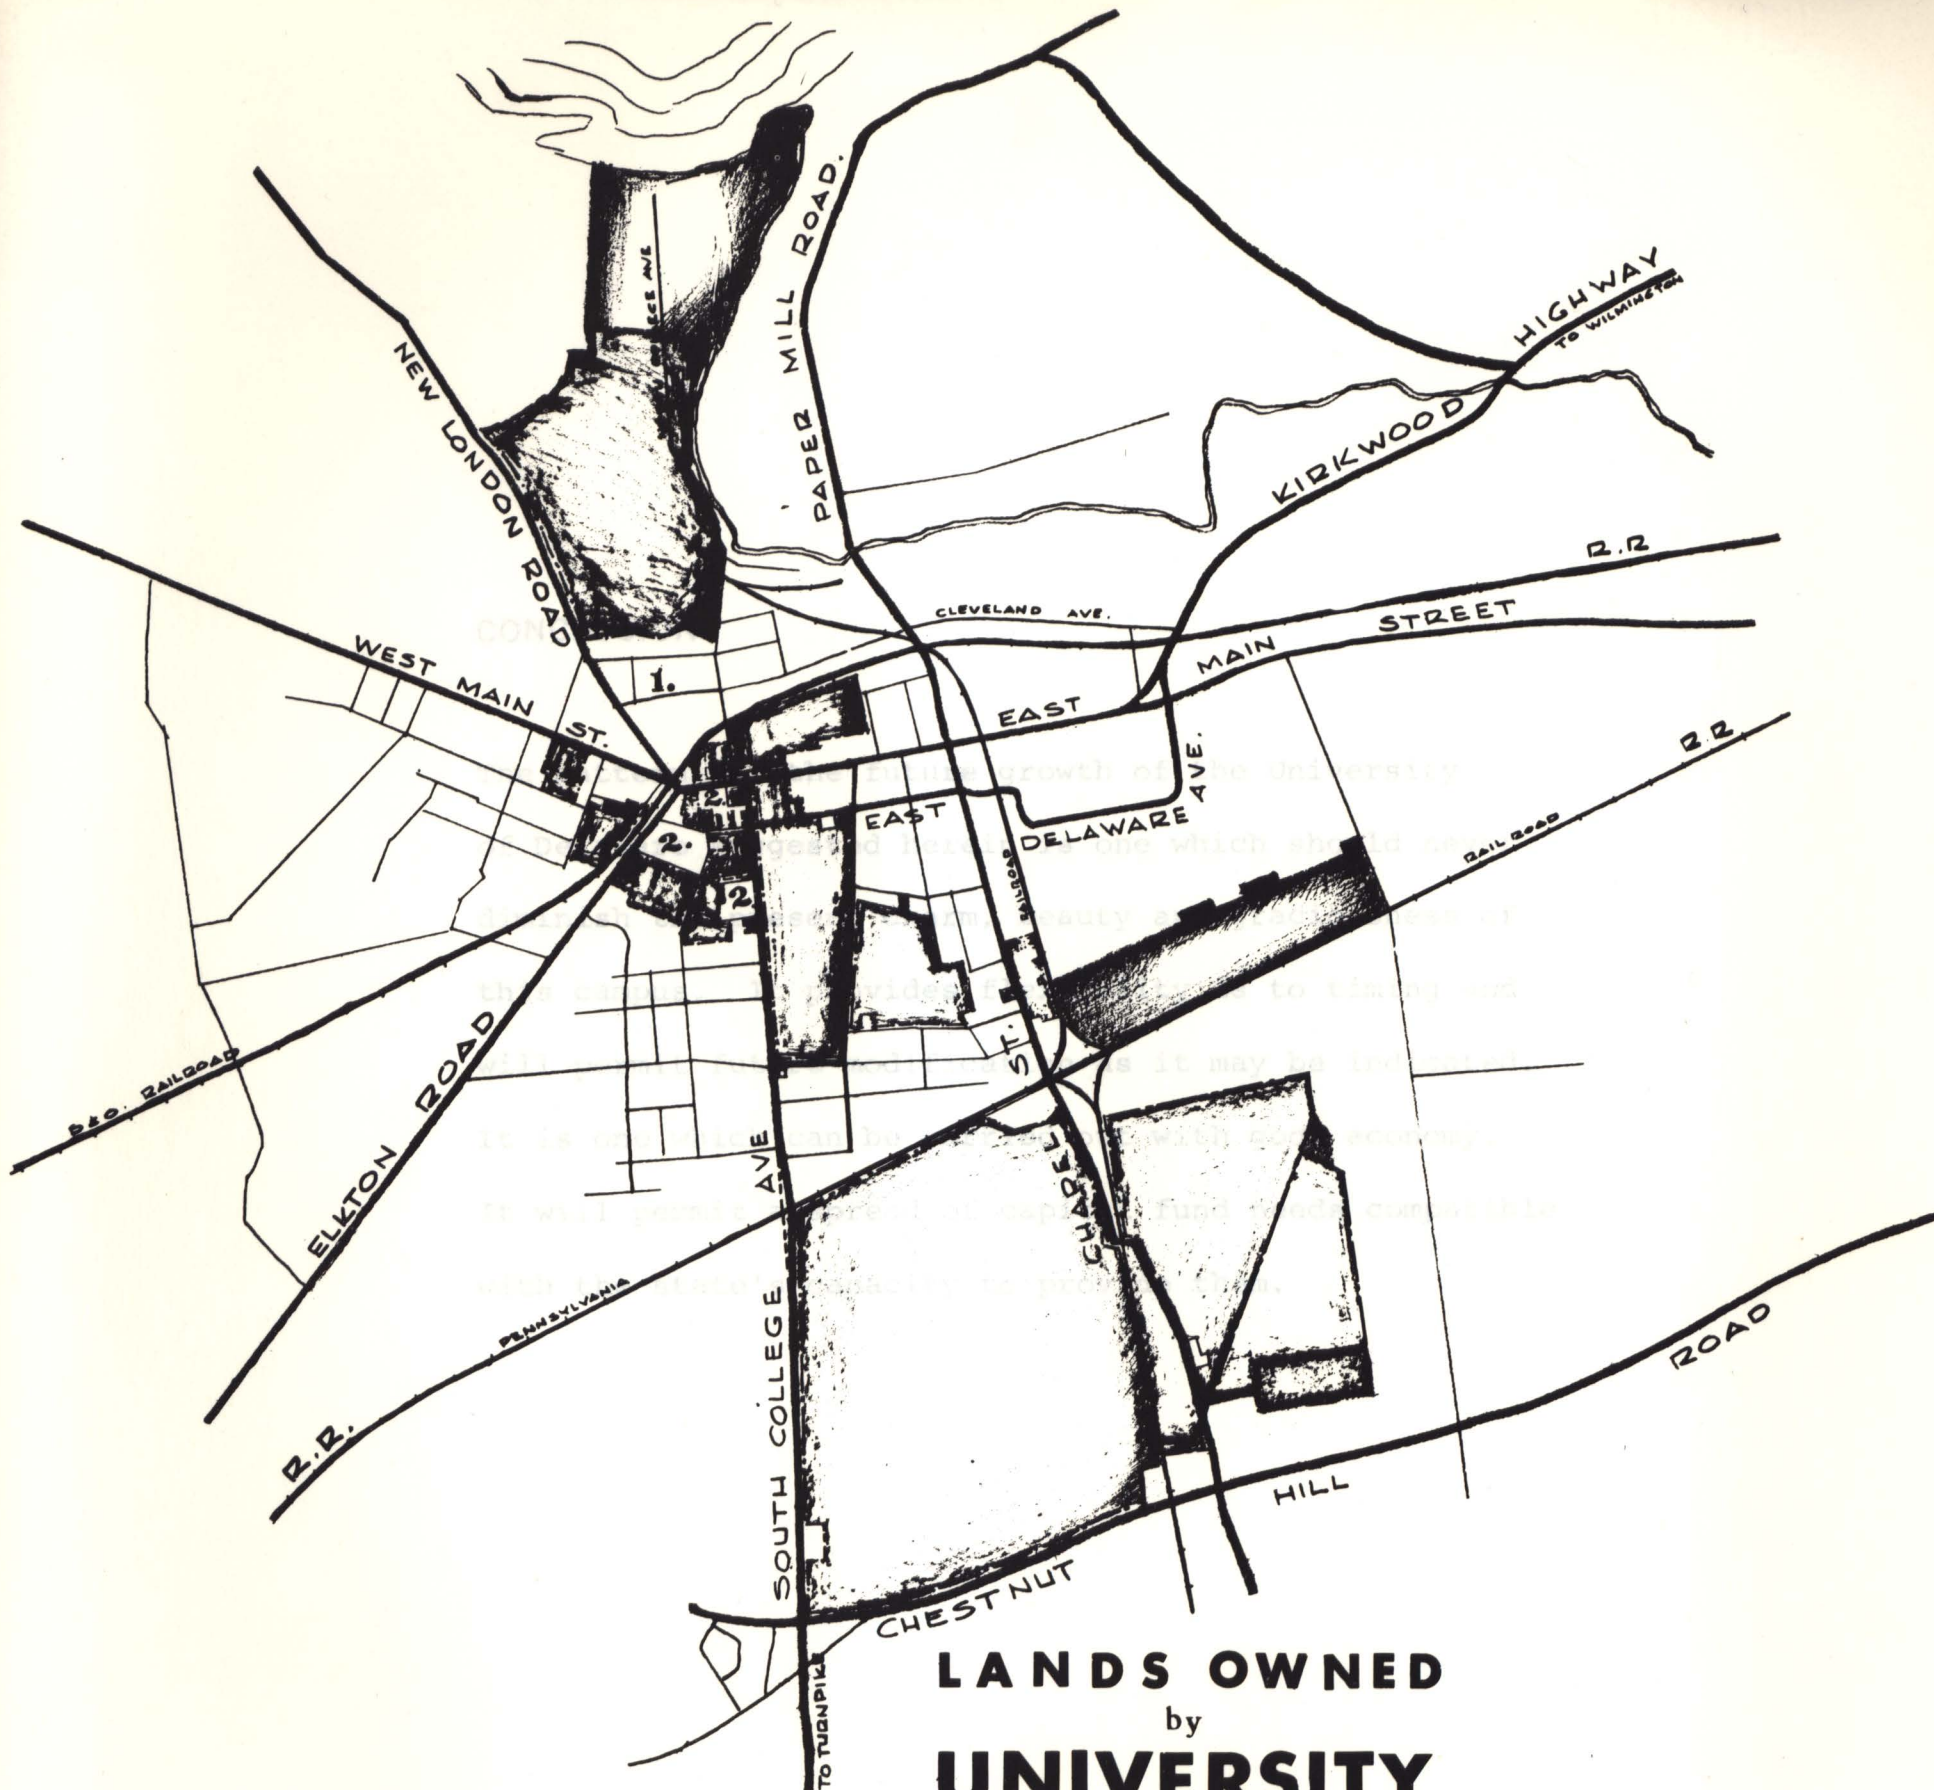 PAPER MILL ROAD.
HIGHWAY
TO WILMINGTON
KIRKWOOD
NEW LONDON ROAD
R.R
CLEVELAND AVE.
EAST MAIN STREET
WEST MAIN ST.
1.
2.
2.
2
EAST DELAWARE AVE.
R.R
RAIL ROAD
RAILROAD
B&O. RAILROAD
ELKTON ROAD
CHAPEL ST.
PENNSYLVANIA
R.R.
SOUTH COLLEGE AVE
CHESTNUT HILL ROAD
TO TURNPIKE
LANDS OWNED
by
UNIVERSITY